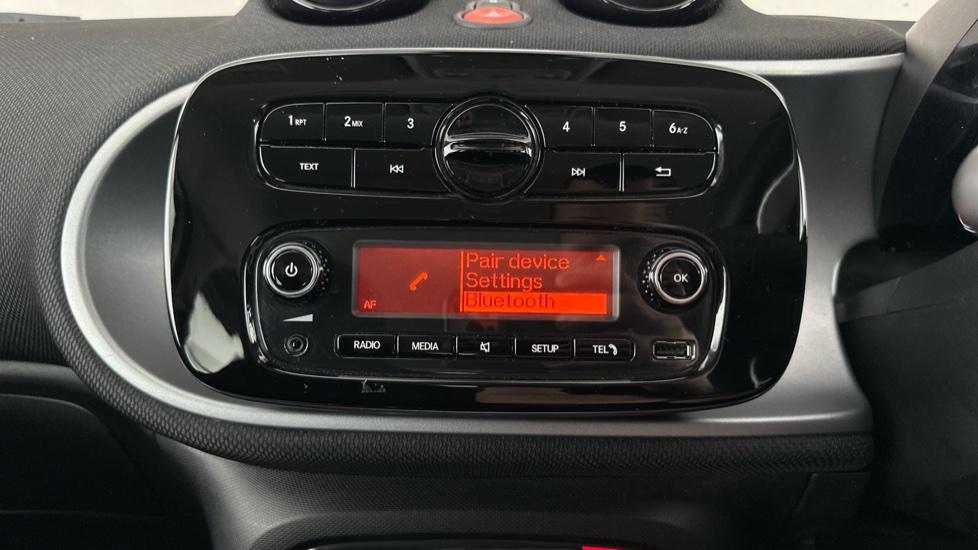 1 RPT 2 MIX 3 4 5 6 A-Z
TEXT
Pair device
Settings
Bluetooth
AF
OK
RADIO MEDIA SETUP TEL